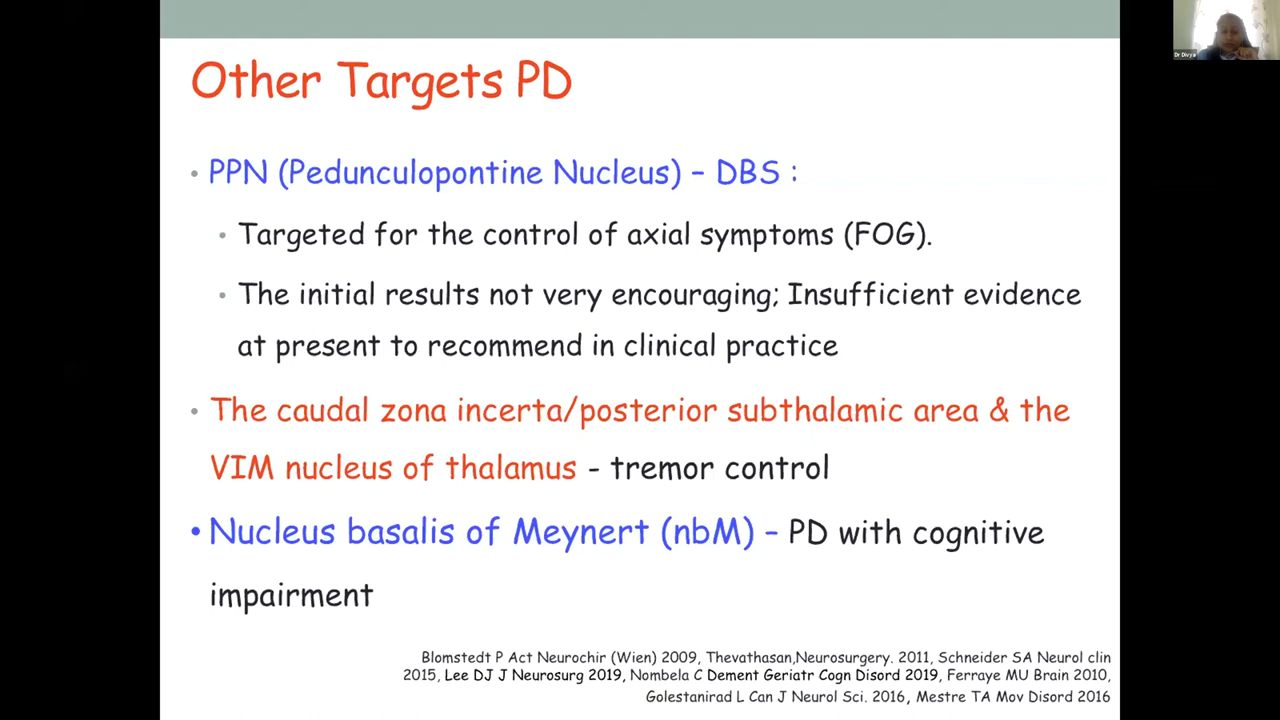 Other Targets PD
• PPN (Pedunculopontine Nucleus) – DBS :
• Targeted for the control of axial symptoms (FOG).
• The initial results not very encouraging; Insufficient evidence
at present to recommend in clinical practice
• The caudal zona incerta/posterior subthalamic area & the
VIM nucleus of thalamus - tremor control
• Nucleus basalis of Meynert (nbM) – PD with cognitive
impairment
Blomstedt P Act Neurochir (Wien) 2009, Thevathasan,Neurosurgery. 2011, Schneider SA Neurol clin
2015, Lee DJ J Neurosurg 2019, Nombela C Dement Geriatr Cogn Disord 2019, Ferraye MU Brain 2010,
Golestanirad L Can J Neurol Sci. 2016, Mestre TA Mov Disord 2016
Dr Divya